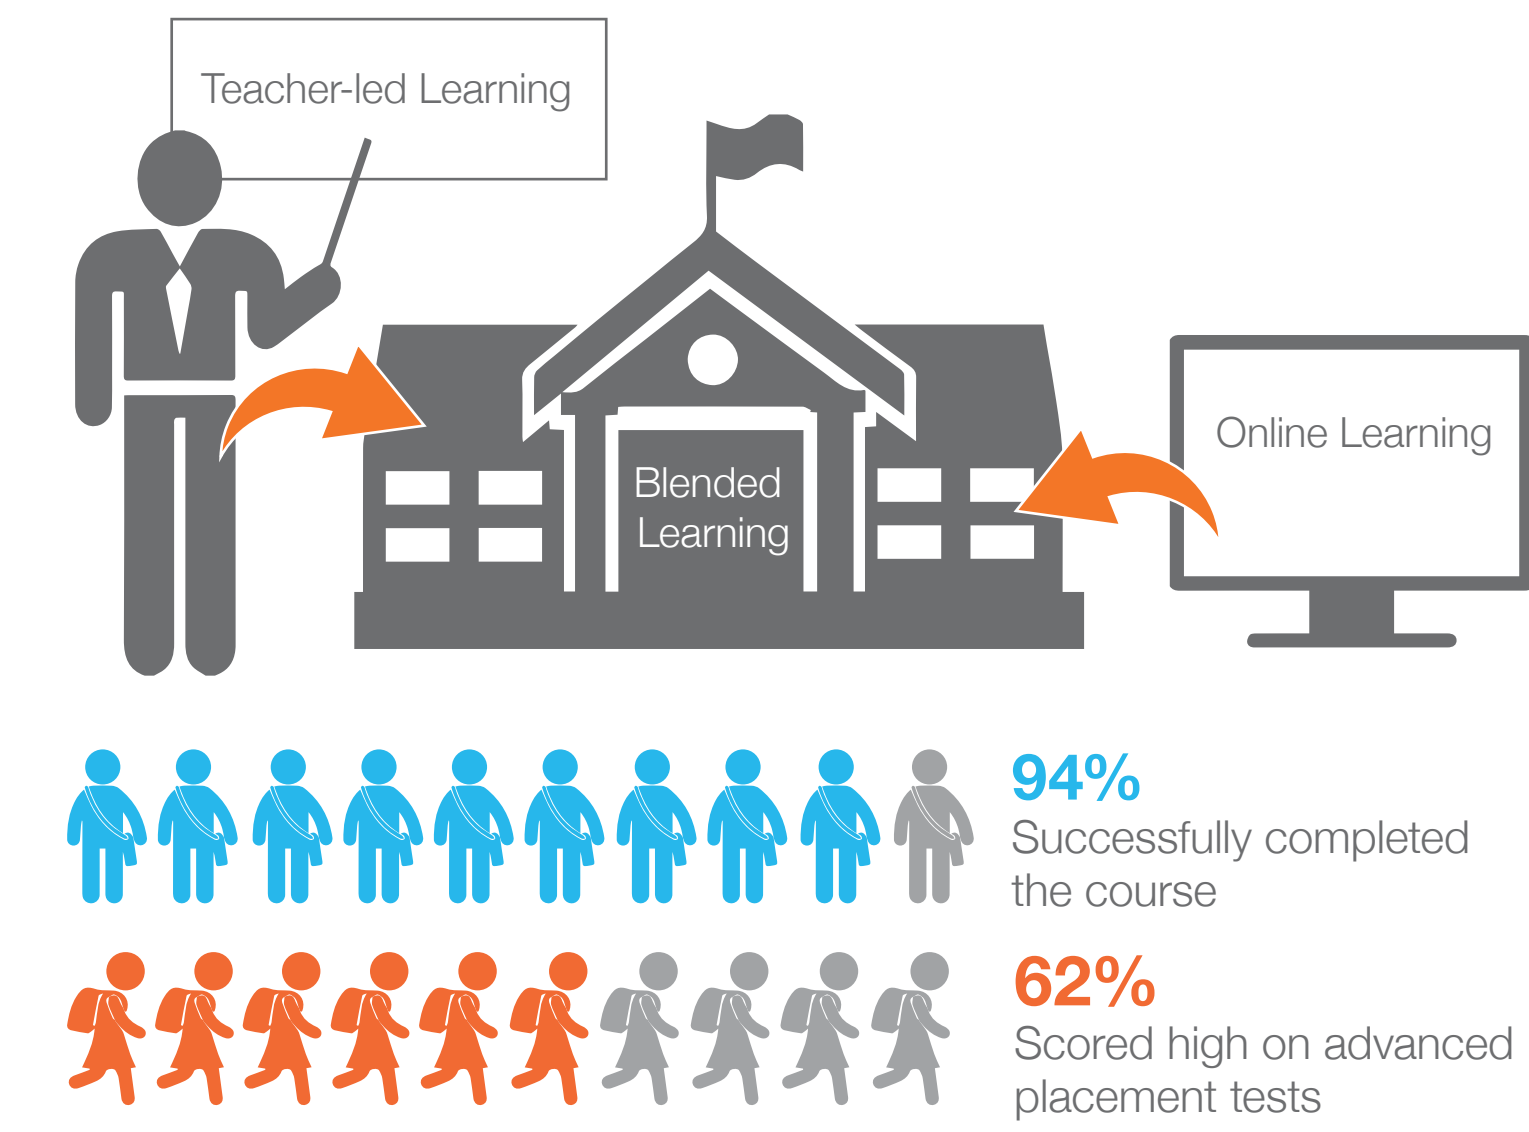 Teacher-led Learning
Blended
Learning
Online Learning
94%
Successfully completed
the course
62%
Scored high on advanced
placement tests